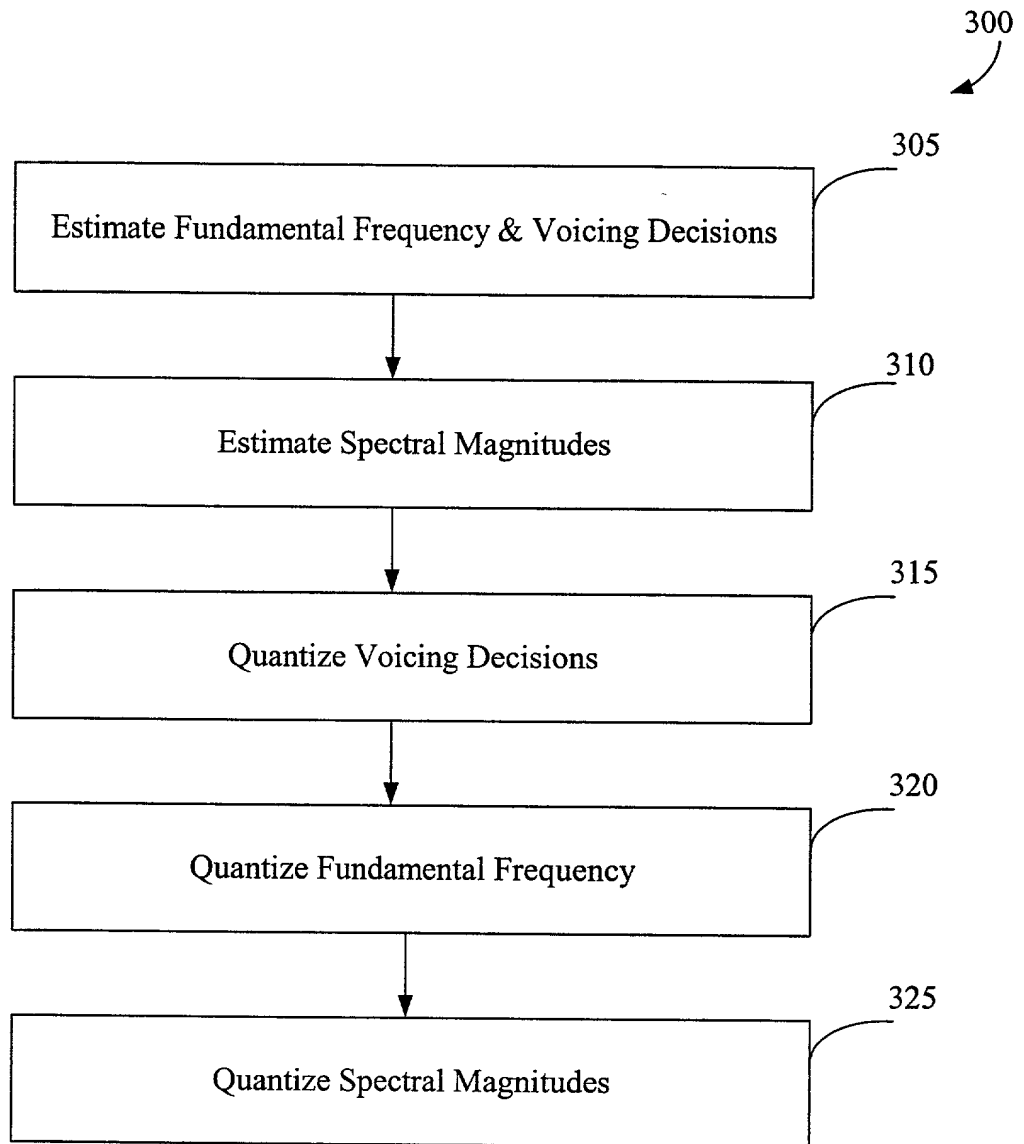 300
305
Estimate Fundamental Frequency & Voicing Decisions
310
Estimate Spectral Magnitudes
315
Quantize Voicing Decisions
320
Quantize Fundamental Frequency
325
Quantize Spectral Magnitudes